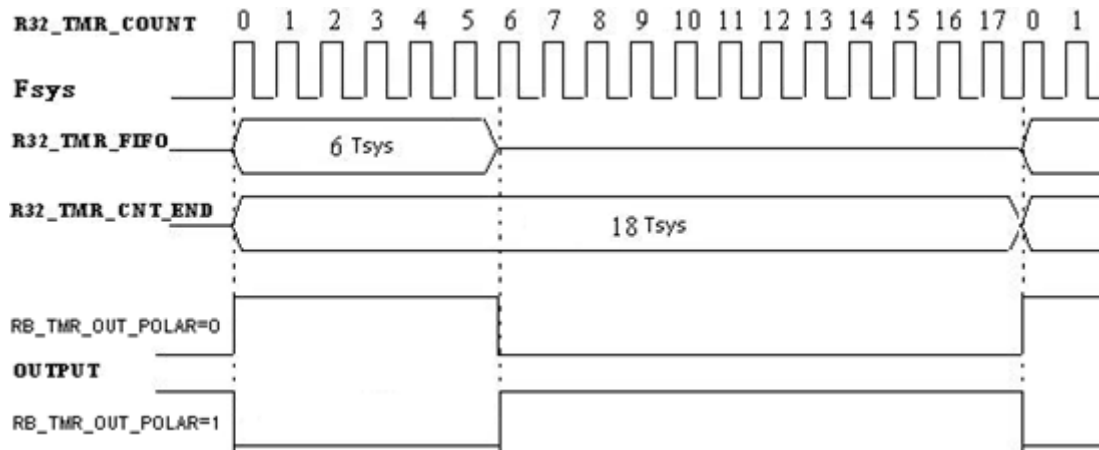 R32_TMR_COUNT 0 1 2 3 4 5 6 7 8 9 10 11 12 13 14 15 16 17 0 1
Fsys
R32_TMR_FIFO 6 Tsys
R32_TMR_CNT_END 18 Tsys
RB_TMR_OUT_POLAR=0
OUTPUT
RB_TMR_OUT_POLAR=1